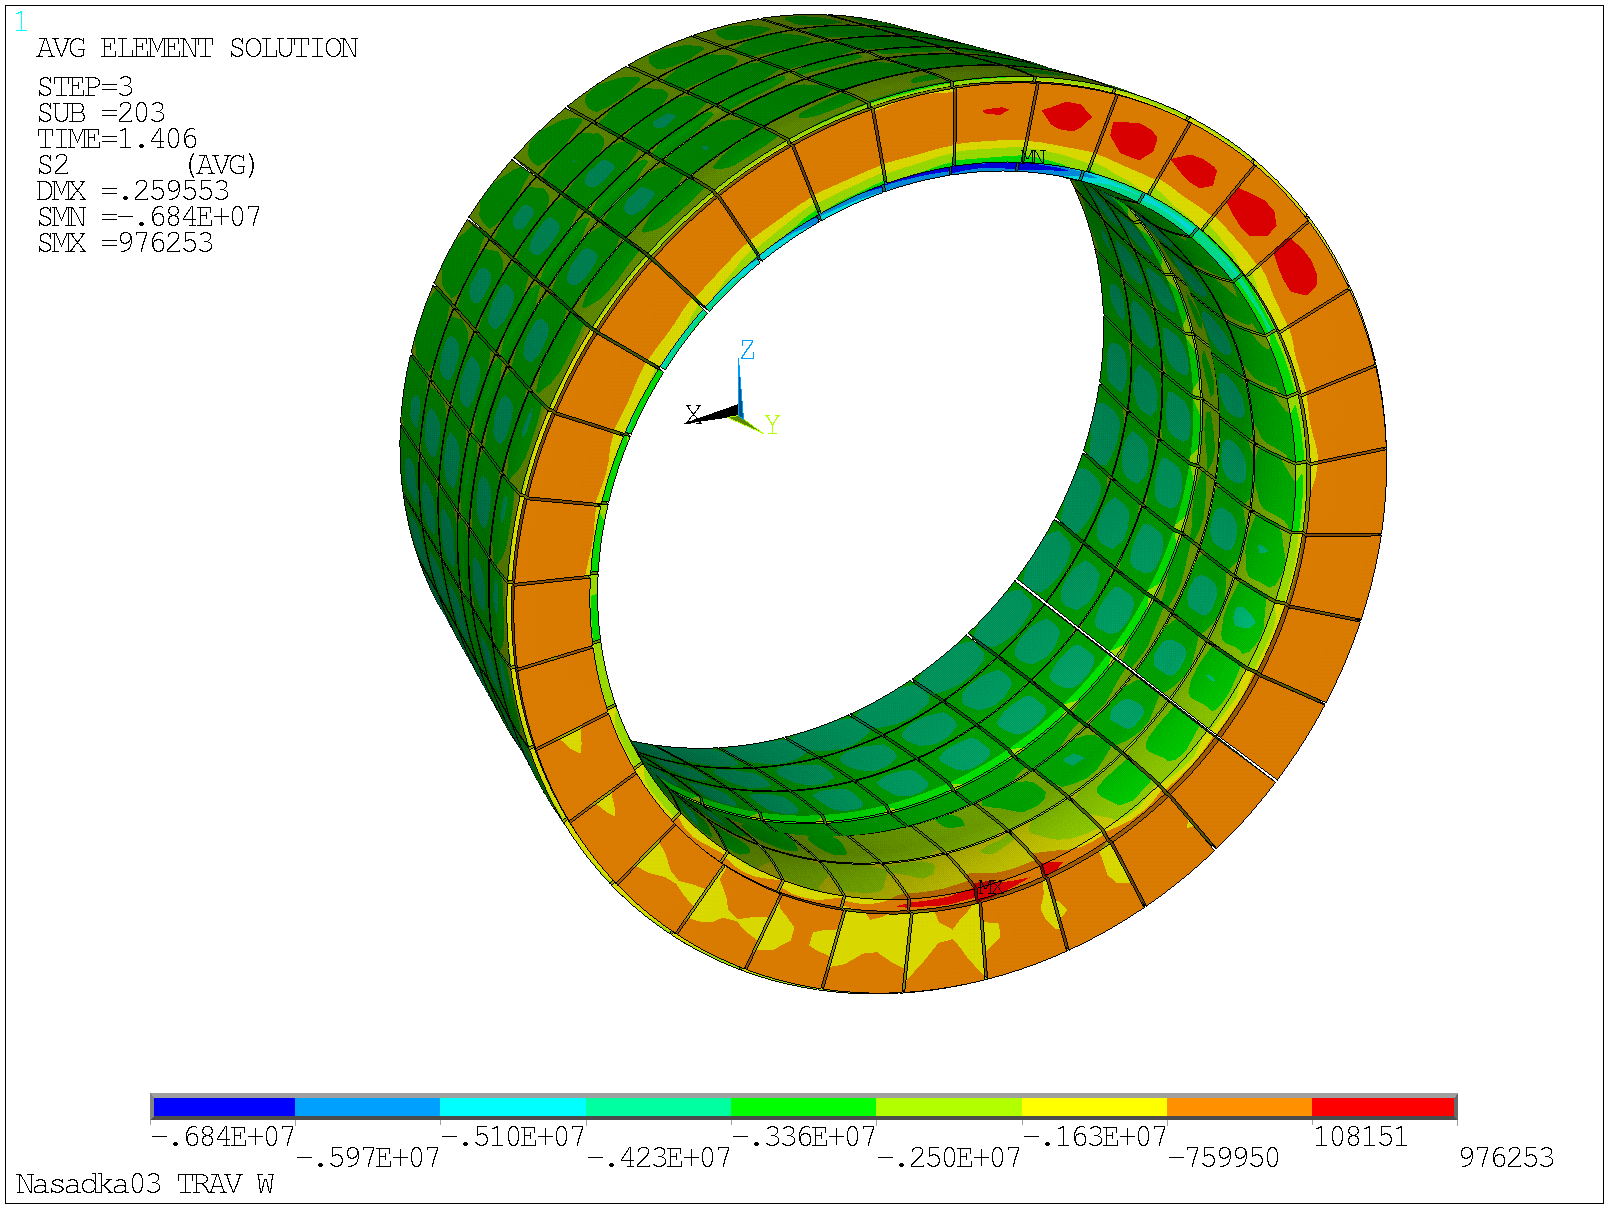 1
AVG ELEMENT SOLUTION
STEP=3
SUB =203
TIME=1.406
S2 (AVG)
DMX =.259553
SMN =-.684E+07
SMX =976253
MN
Z
X
Y
MX
-.684E+07 -.510E+07 -.336E+07 -.163E+07 108151
-.597E+07 -.423E+07 -.250E+07 -759950 976253
Nasadka03 TRAV W